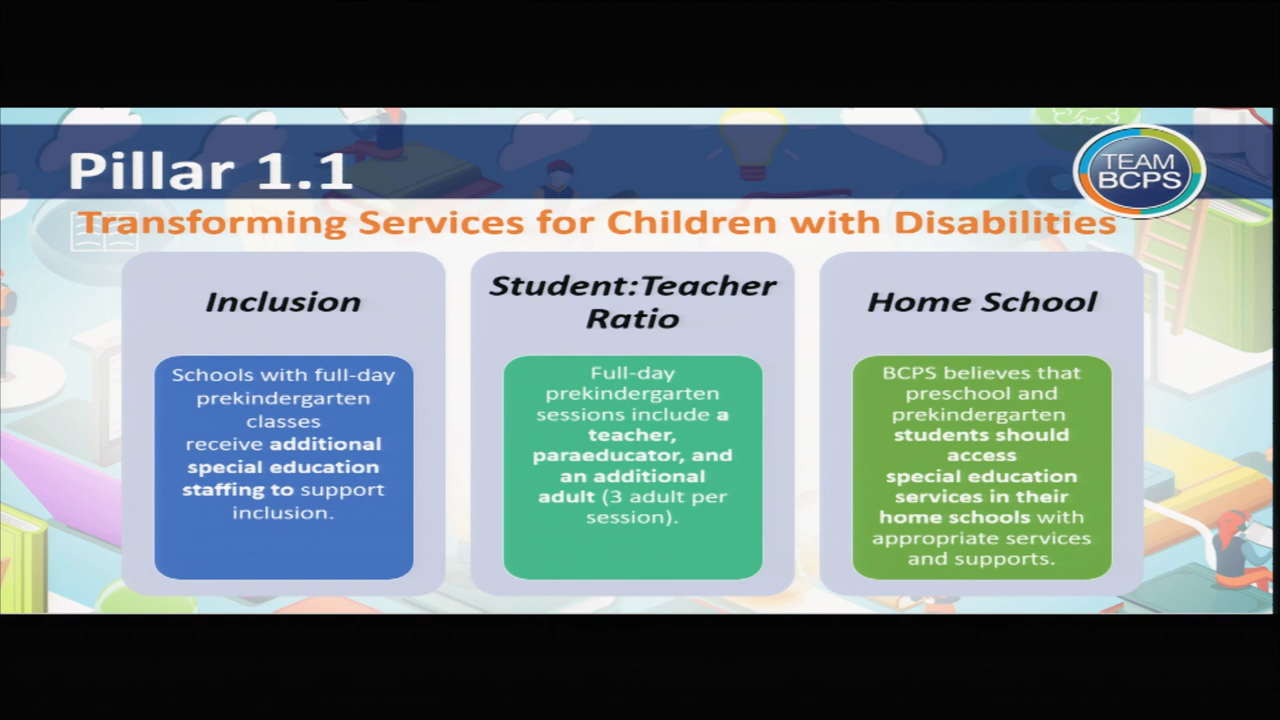 Pillar 1.1
TEAM
BCPS
Transforming Services for Children with Disabilities
Inclusion
Schools with full-day
prekindergarten
classes
receive additional
special education
staffing to support
inclusion.
Student:Teacher
Ratio
Full-day
prekindergarten
sessions include a
teacher,
paraeducator, and
an additional
adult (3 adult per
session).
Home School
BCPS believes that
preschool and
prekindergarten
students should
access
special education
services in their
home schools with
appropriate services
and supports.